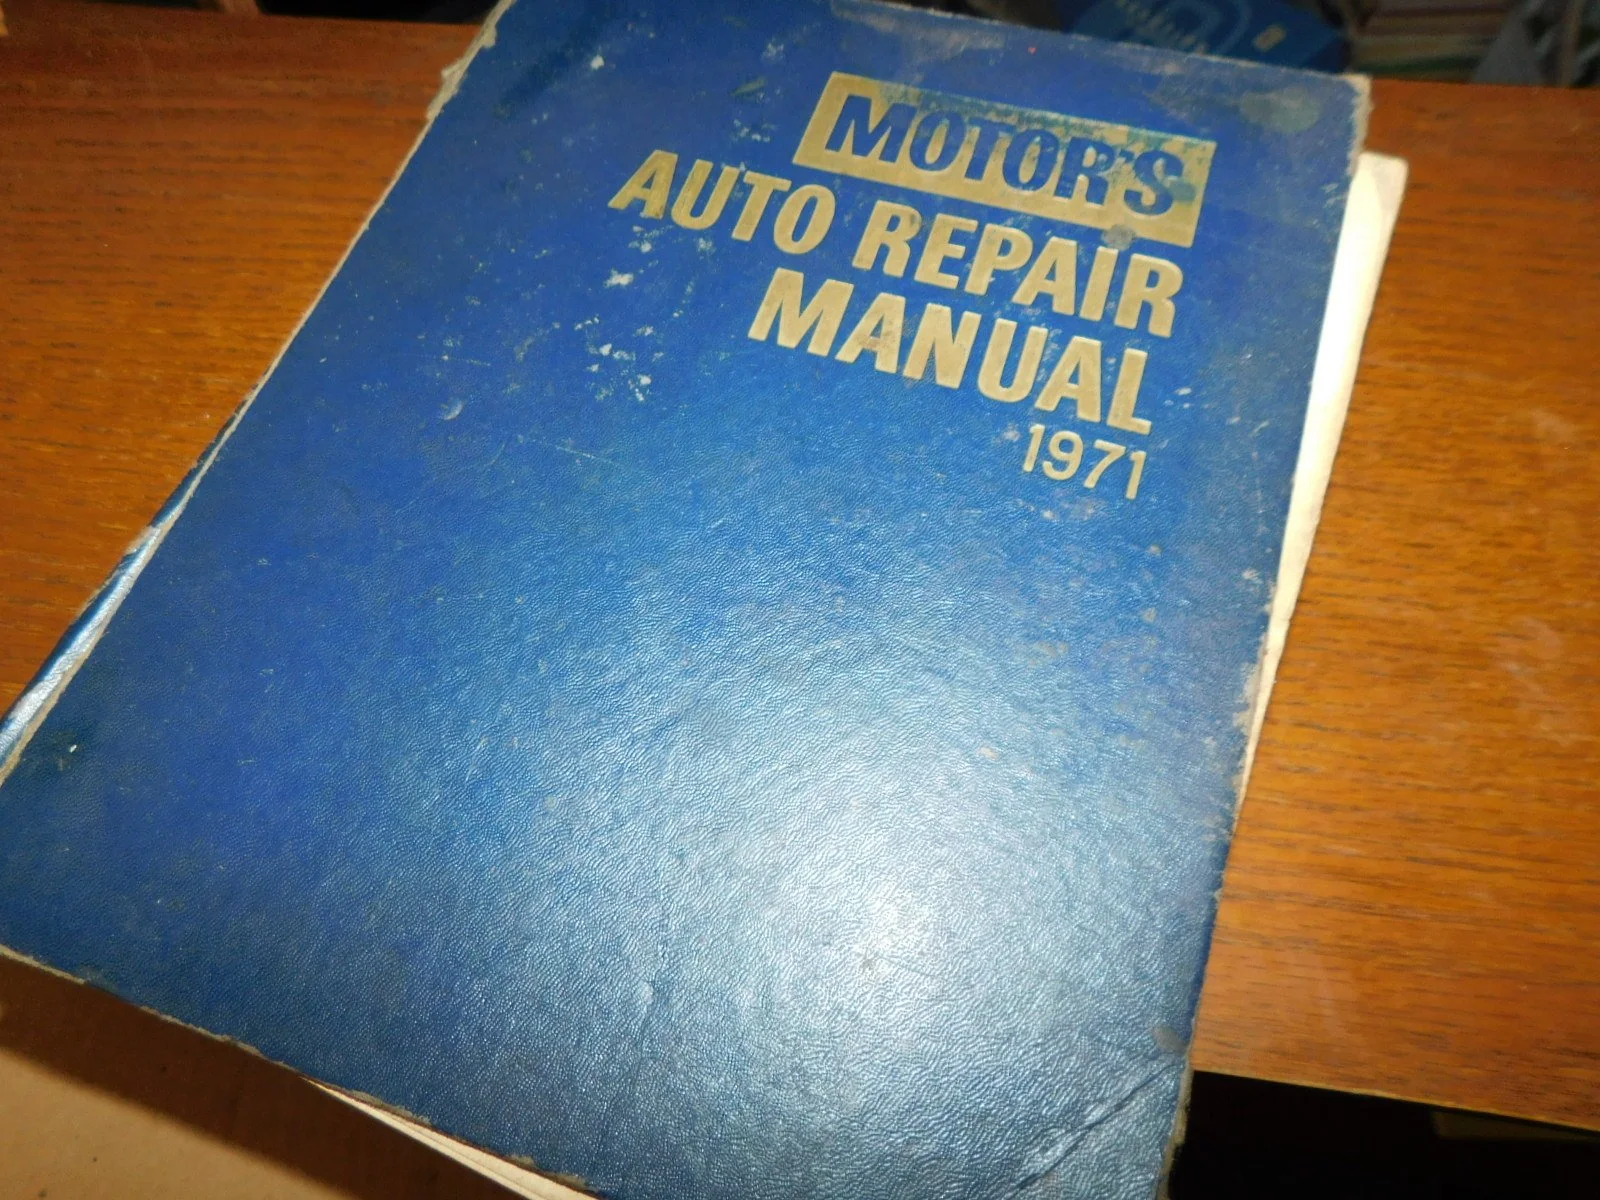 MOTOR'S
AUTO REPAIR
MANUAL
1971